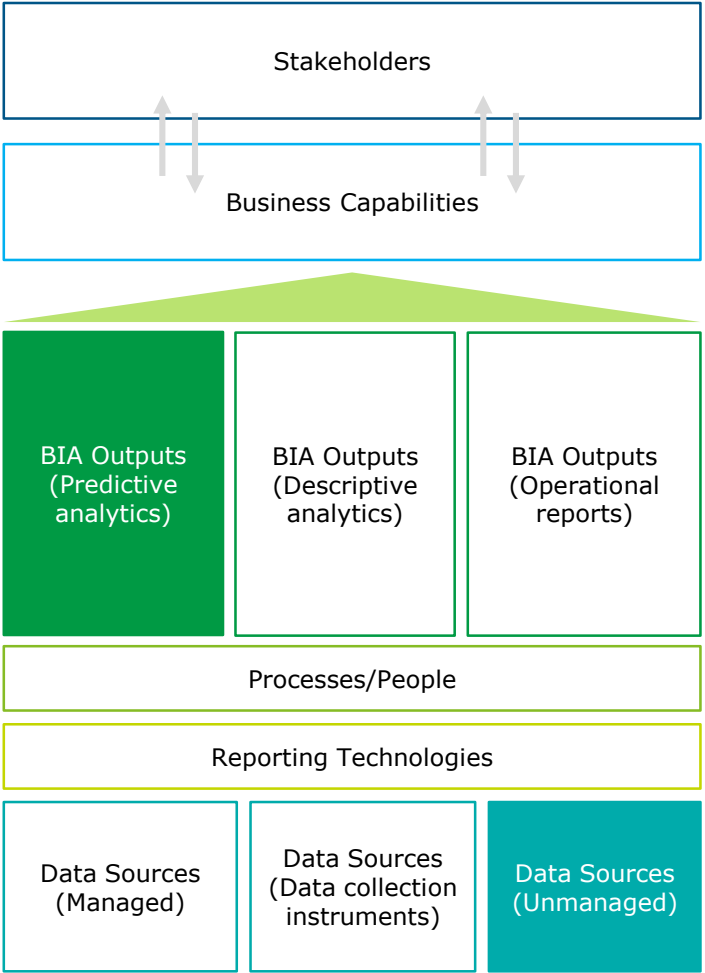 Stakeholders
Business Capabilities
BIA Outputs
(Predictive
analytics)
BIA Outputs
(Descriptive
analytics)
BIA Outputs
(Operational
reports)
Processes/People
Reporting Technologies
Data Sources
(Managed)
Data Sources
(Data collection
instruments)
Data Sources
(Unmanaged)